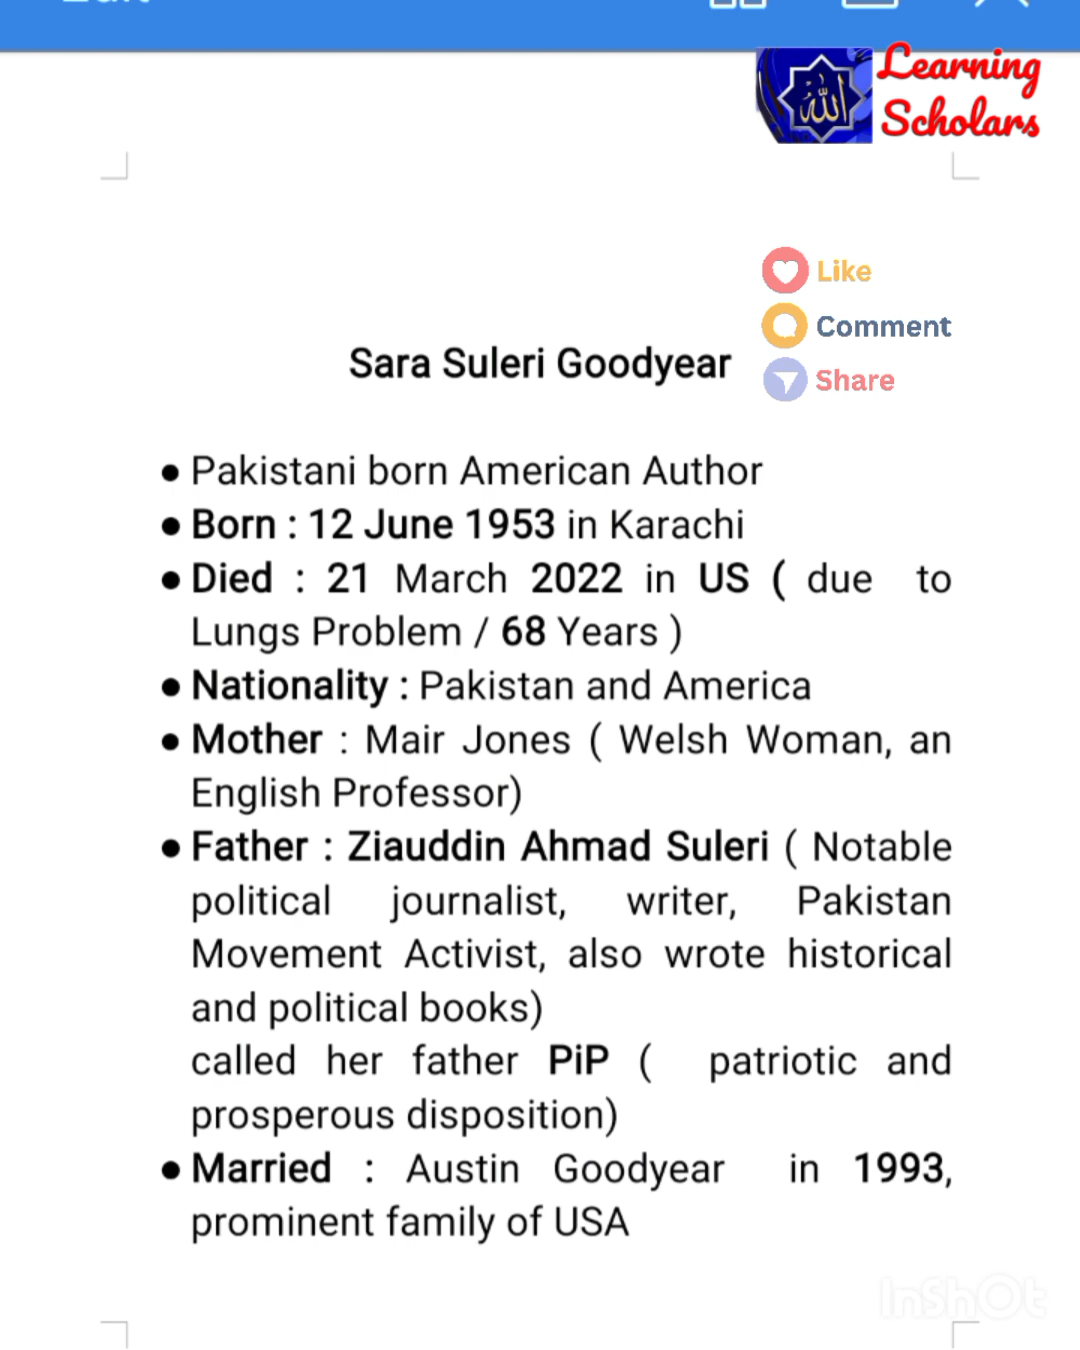 Learning
Scholars
الله
Like
Comment
Share
Sara Suleri Goodyear
● Pakistani born American Author
● Born : 12 June 1953 in Karachi
● Died : 21 March 2022 in US ( due to
Lungs Problem / 68 Years )
● Nationality : Pakistan and America
● Mother : Mair Jones ( Welsh Woman, an
English Professor)
● Father : Ziauddin Ahmad Suleri ( Notable
political journalist, writer, Pakistan
Movement Activist, also wrote historical
and political books)
called her father PiP ( patriotic and
prosperous disposition)
● Married : Austin Goodyear in 1993,
prominent family of USA
InShOt